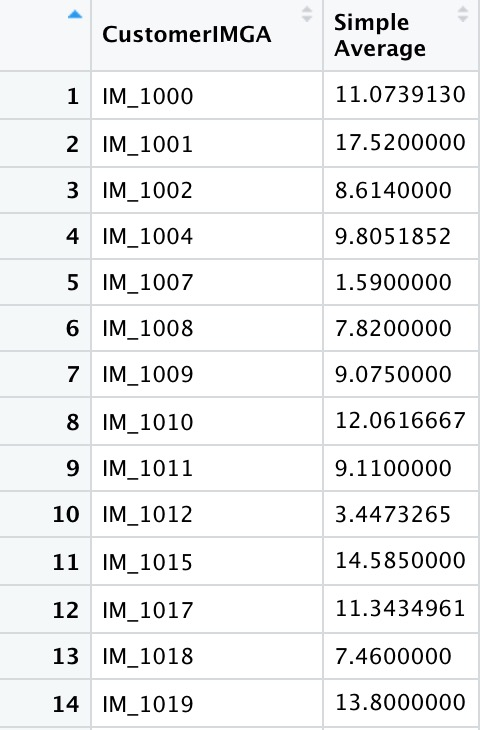 CustomerIMGA Simple Average
1 IM_1000 11.0739130
2 IM_1001 17.5200000
3 IM_1002 8.6140000
4 IM_1004 9.8051852
5 IM_1007 1.5900000
6 IM_1008 7.8200000
7 IM_1009 9.0750000
8 IM_1010 12.0616667
9 IM_1011 9.1100000
10 IM_1012 3.4473265
11 IM_1015 14.5850000
12 IM_1017 11.3434961
13 IM_1018 7.4600000
14 IM_1019 13.8000000